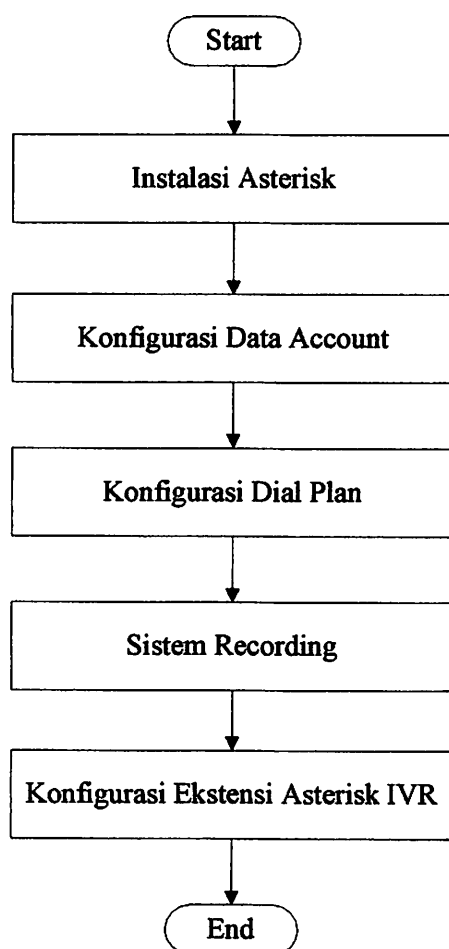 Start
Instalasi Asterisk
Konfigurasi Data Account
Konfigurasi Dial Plan
Sistem Recording
Konfigurasi Ekstensi Asterisk IVR
End